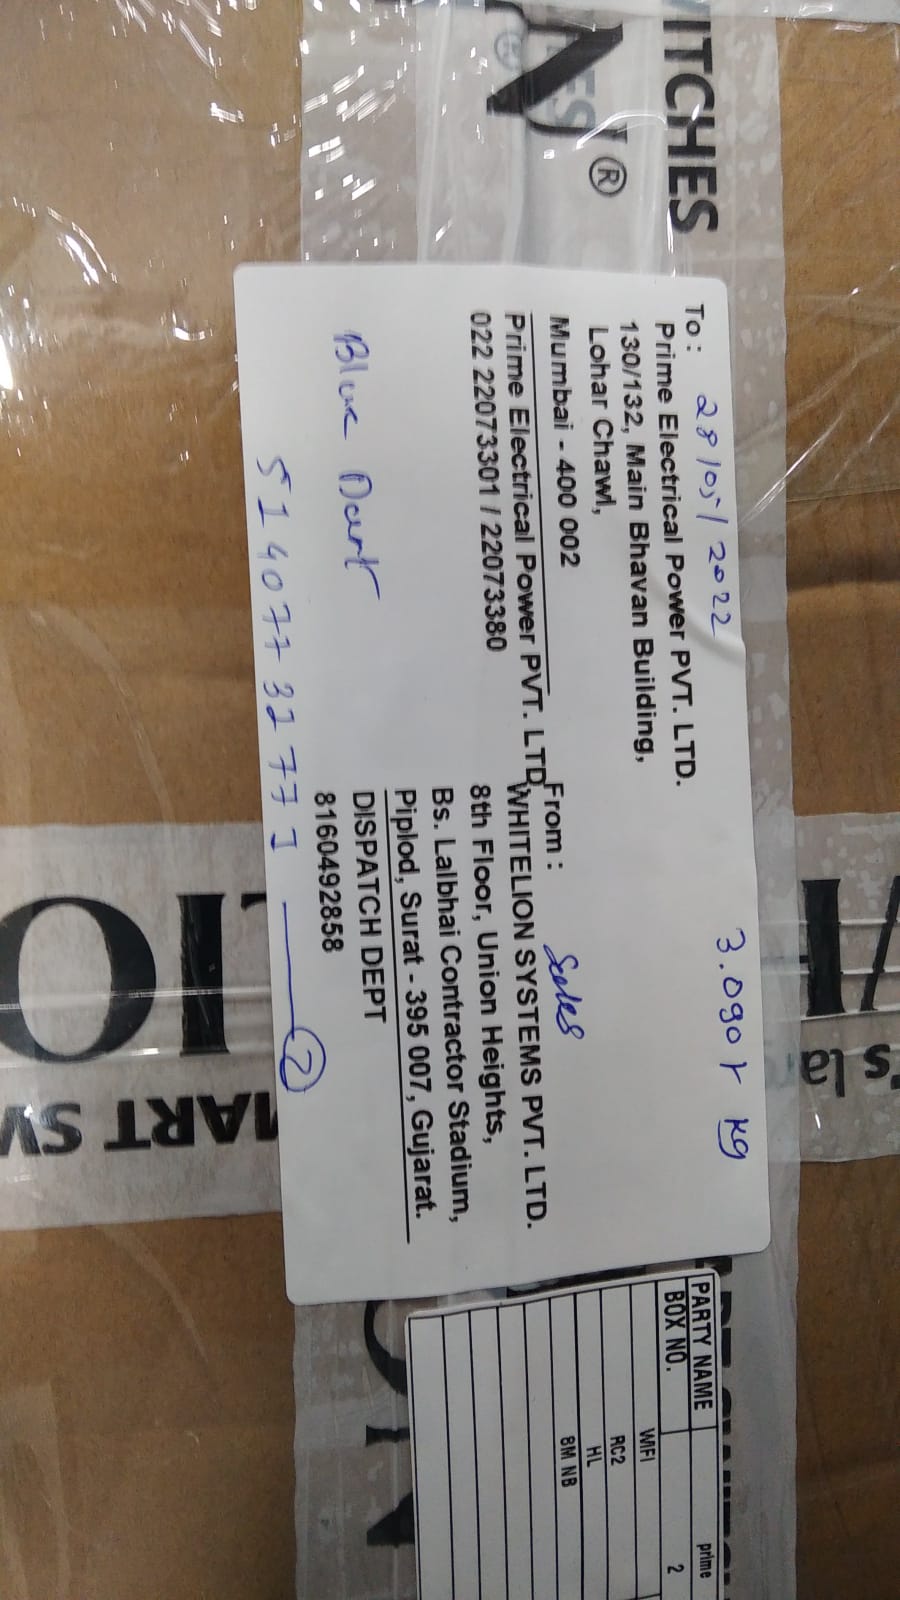 ITCHES
®
28/05/2022
3.090 r kg
To :
Prime Electrical Power PVT. LTD.
130/132, Main Bhavan Building,
Lohar Chawl,
Mumbai - 400 002
Prime Electrical Power PVT. LTD
022 22073301 / 22073380
Blue Dart
51407732771 — 2
From :
Sales
WHITELION SYSTEMS PVT. LTD.
8th Floor, Union Heights,
Bs. Lalbhai Contractor Stadium,
Piplod, Surat - 395 007, Gujarat.
DISPATCH DEPT
8160492858
PARTY NAME prime
BOX NO. 2
WIFI
RC2
HL
8M NB
LIO
MART SW